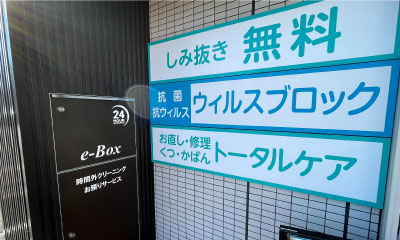 24
e-Box
時間外クリーニング
お預りサービス
しみ抜き 無料
抗菌
抗ウィルス
ウィルスブロック
お直し・修理
くつ・かばん
トータルケア